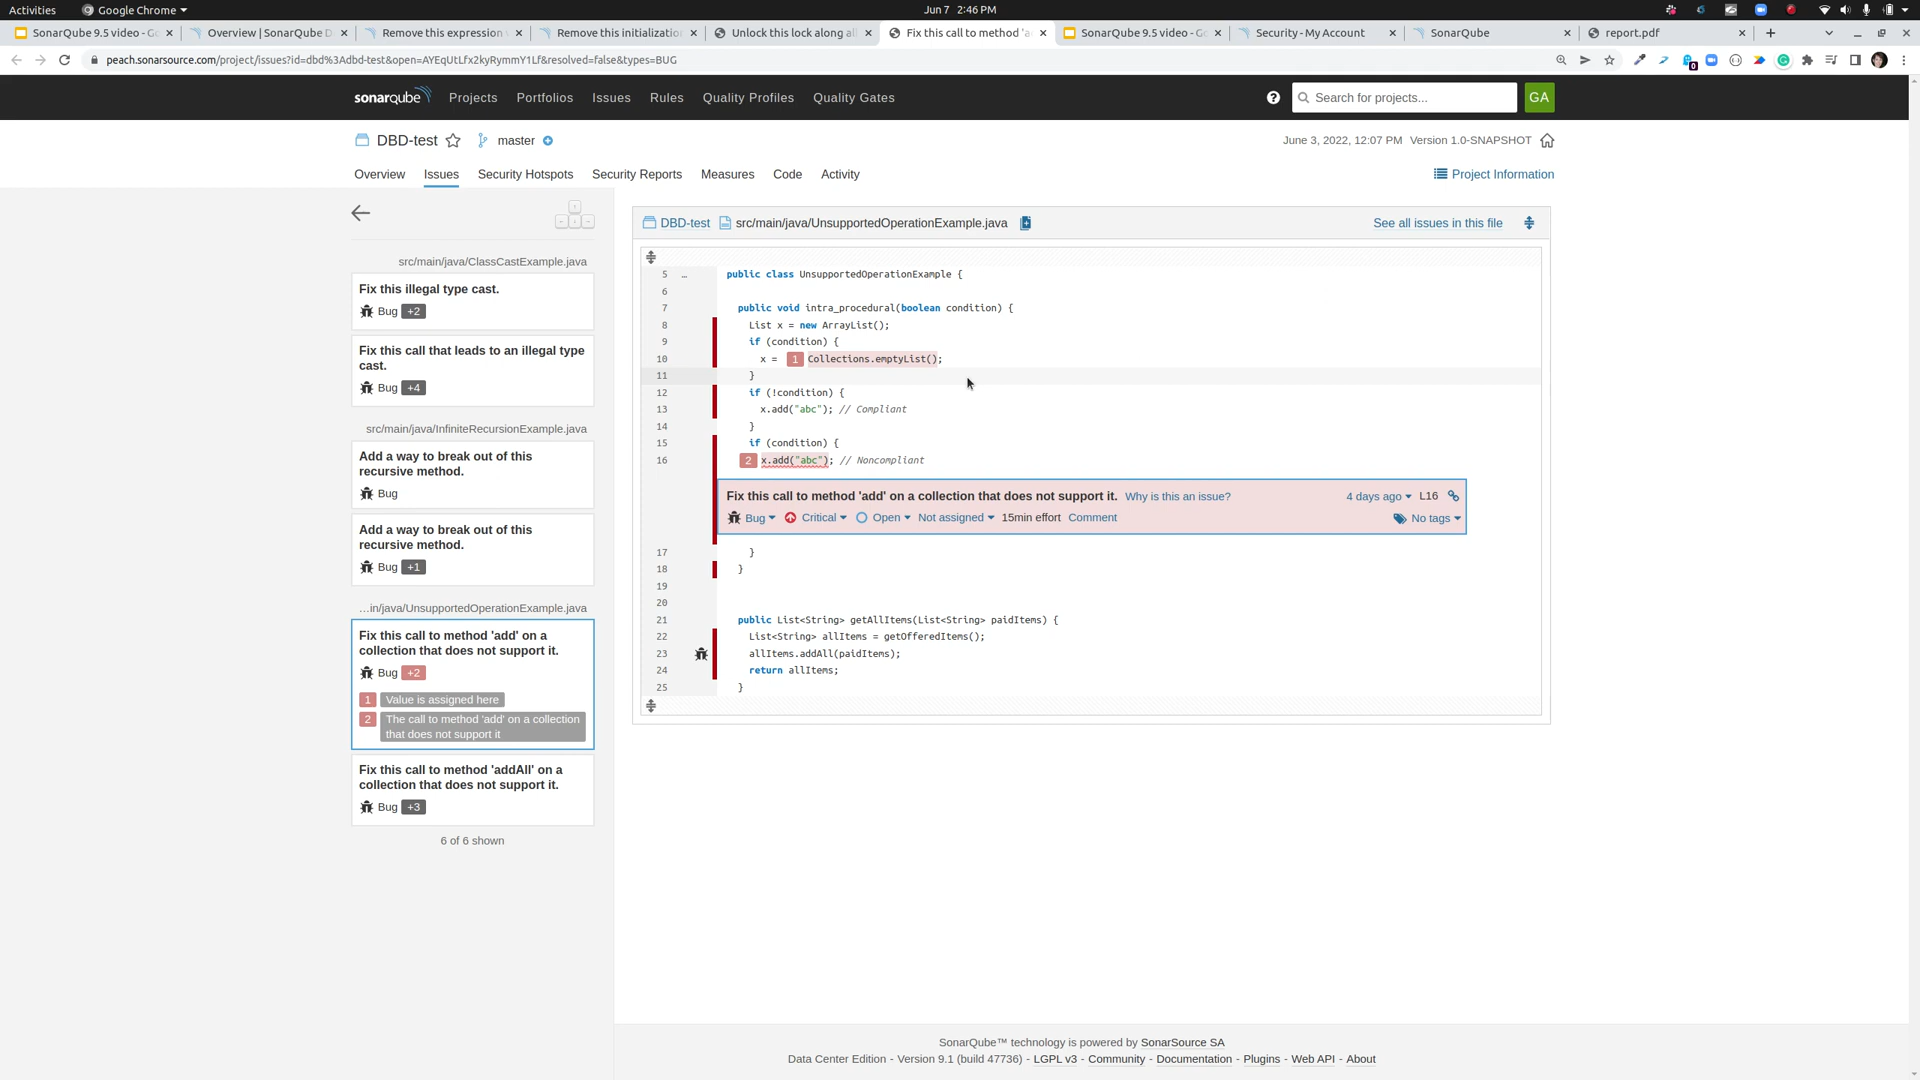 Activities Google Chrome Jun 7 2:46 PM
SonarQube 9.5 video - Go Overview | SonarQube D Remove this expression Remove this initialization Unlock this lock along all Fix this call to method 'a SonarQube 9.5 video - Go Security - My Account SonarQube report.pdf
peach.sonarsource.com/project/issues?id=dbd%3Adbd-test&open=AYEqUtLfx2kyRymmY1Lf&resolved=false&types=BUG
sonarqube Projects Portfolios Issues Rules Quality Profiles Quality Gates Search for projects... GA
DBD-test master June 3, 2022, 12:07 PM Version 1.0-SNAPSHOT
Overview Issues Security Hotspots Security Reports Measures Code Activity Project Information
src/main/java/ClassCastExample.java
Fix this illegal type cast.
Bug +2
Fix this call that leads to an illegal type
cast.
Bug +4
src/main/java/InfiniteRecursionExample.java
Add a way to break out of this
recursive method.
Bug
Add a way to break out of this
recursive method.
Bug +1
…in/java/UnsupportedOperationExample.java
Fix this call to method 'add' on a
collection that does not support it.
Bug +2
1 Value is assigned here
2 The call to method 'add' on a collection
that does not support it
Fix this call to method 'addAll' on a
collection that does not support it.
Bug +3
6 of 6 shown
DBD-test src/main/java/UnsupportedOperationExample.java See all issues in this file
5 … public class UnsupportedOperationExample {
6
7 public void intra_procedural(boolean condition) {
8 List x = new ArrayList();
9 if (condition) {
10 x = 1 Collections.emptyList();
11 }
12 if (!condition) {
13 x.add("abc"); // Compliant
14 }
15 if (condition) {
16 2 x.add("abc"); // Noncompliant
Fix this call to method 'add' on a collection that does not support it. Why is this an issue? 4 days ago L16
Bug Critical Open Not assigned 15min effort Comment No tags
17 }
18 }
19
20
21 public List<String> getAllItems(List<String> paidItems) {
22 List<String> allItems = getOfferedItems();
23 allItems.addAll(paidItems);
24 return allItems;
25 }
SonarQube™ technology is powered by SonarSource SA
Data Center Edition - Version 9.1 (build 47736) - LGPL v3 - Community - Documentation - Plugins - Web API - About